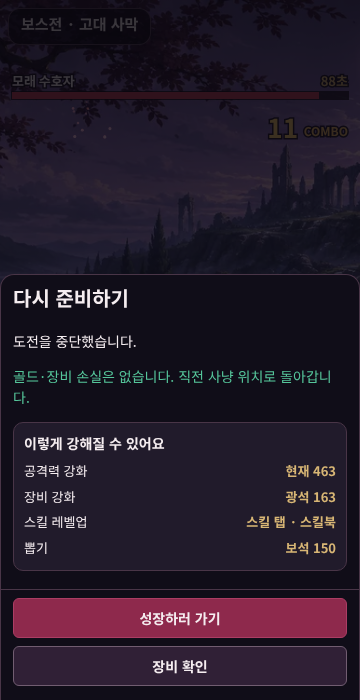 보스전 · 고대 사막
모래 수호자 88초
11 COMBO
다시 준비하기
도전을 중단했습니다.
골드·장비 손실은 없습니다. 직전 사냥 위치로 돌아갑니
다.
이렇게 강해질 수 있어요
공격력 강화 현재 463
장비 강화 광석 163
스킬 레벨업 스킬 탭 · 스킬북
뽑기 보석 150
성장하러 가기
장비 확인